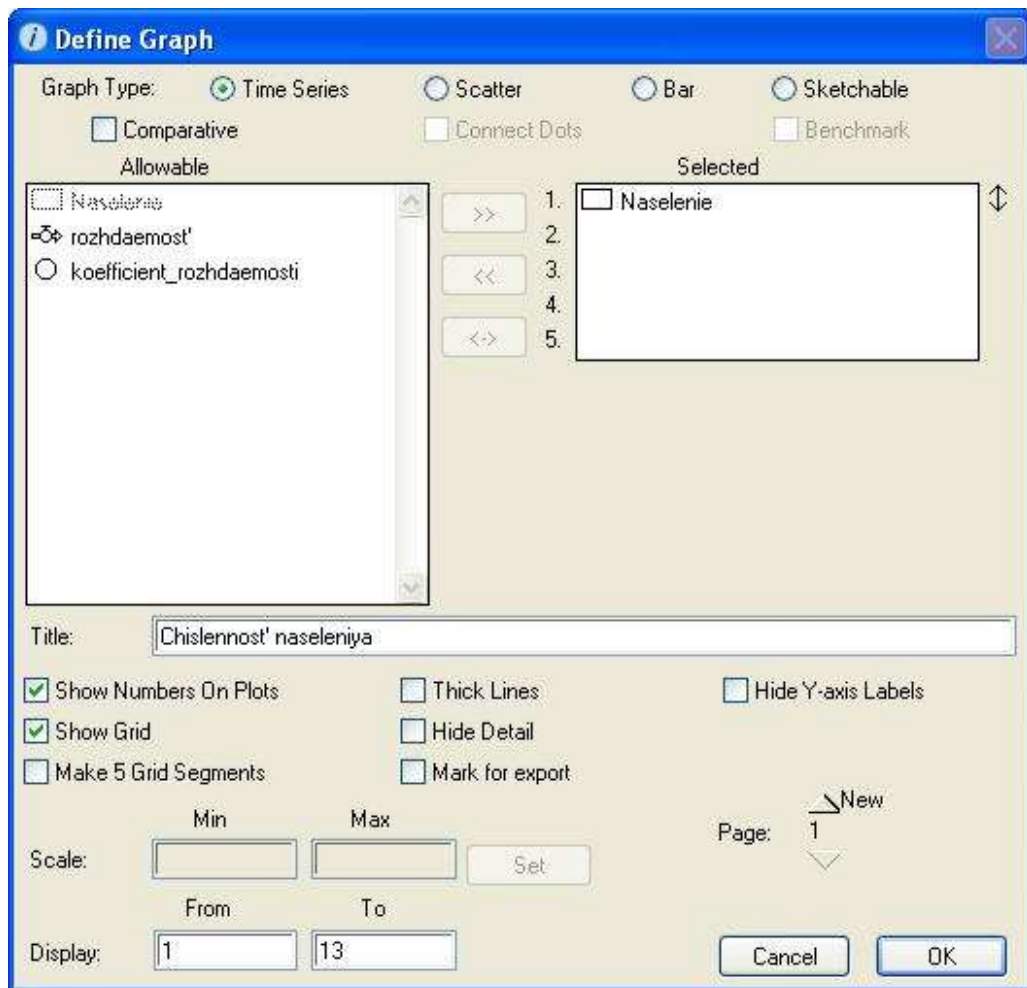 Define Graph
Graph Type: Time Series Scatter Bar Sketchable
Comparative Connect Dots Benchmark
Allowable Selected
Naselenie >> 1. Naselenie
rozhdaemost' 2.
koefficient_rozhdaemosti << 3.
4.
<-> 5.
Title: Chislennost' naseleniya
Show Numbers On Plots Thick Lines Hide Y-axis Labels
Show Grid Hide Detail
Make 5 Grid Segments Mark for export
New
Min Max Page: 1
Scale: Set
From To
Display: 1 13 Cancel OK